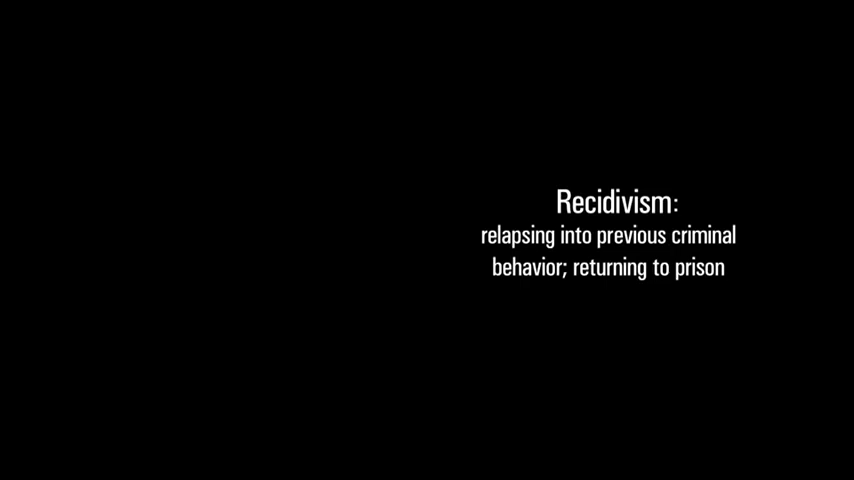 Recidivism:
relapsing into previous criminal
behavior; returning to prison